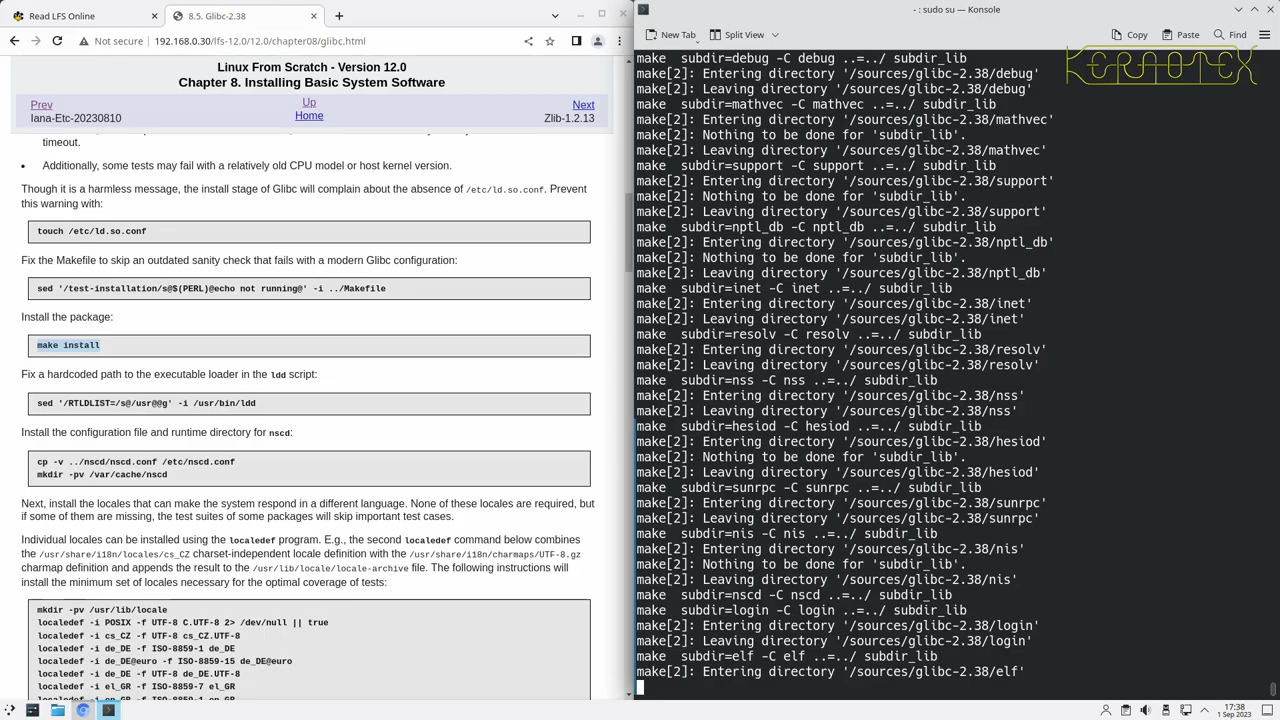 Read LFS Online
8.5. Glibc-2.38
Not secure
192.168.0.30/lfs-12.0/12.0/chapter08/glibc.html
Linux From Scratch - Version 12.0
Chapter 8. Installing Basic System Software
Prev
Up
Next
Iana-Etc-20230810
Home
Zlib-1.2.13
timeout.
• Additionally, some tests may fail with a relatively old CPU model or host kernel version.
Though it is a harmless message, the install stage of Glibc will complain about the absence of /etc/ld.so.conf. Prevent
this warning with:
touch /etc/ld.so.conf
Fix the Makefile to skip an outdated sanity check that fails with a modern Glibc configuration:
sed '/test-installation/s@$(PERL)@echo not running@' -i ../Makefile
Install the package:
make install
Fix a hardcoded path to the executable loader in the ldd script:
sed '/RTLDLIST=/s@/usr@@g' -i /usr/bin/ldd
Install the configuration file and runtime directory for nscd:
cp -v ../nscd/nscd.conf /etc/nscd.conf
mkdir -pv /var/cache/nscd
Next, install the locales that can make the system respond in a different language. None of these locales are required, but
if some of them are missing, the test suites of some packages will skip important test cases.
Individual locales can be installed using the localedef program. E.g., the second localedef command below combines
the /usr/share/i18n/locales/cs_CZ charset-independent locale definition with the /usr/share/i18n/charmaps/UTF-8.gz
charmap definition and appends the result to the /usr/lib/locale/locale-archive file. The following instructions will
install the minimum set of locales necessary for the optimal coverage of tests:
mkdir -pv /usr/lib/locale
localedef -i POSIX -f UTF-8 C.UTF-8 2> /dev/null || true
localedef -i cs_CZ -f UTF-8 cs_CZ.UTF-8
localedef -i de_DE -f ISO-8859-1 de_DE
localedef -i de_DE@euro -f ISO-8859-15 de_DE@euro
localedef -i de_DE -f UTF-8 de_DE.UTF-8
localedef -i el_GR -f ISO-8859-7 el_GR
- : sudo su — Konsole
New Tab
Split View
Copy
Paste
Find
KERNOTEX
make  subdir=debug -C debug ..=../ subdir_lib
make[2]: Entering directory '/sources/glibc-2.38/debug'
make[2]: Leaving directory '/sources/glibc-2.38/debug'
make  subdir=mathvec -C mathvec ..=../ subdir_lib
make[2]: Entering directory '/sources/glibc-2.38/mathvec'
make[2]: Nothing to be done for 'subdir_lib'.
make[2]: Leaving directory '/sources/glibc-2.38/mathvec'
make  subdir=support -C support ..=../ subdir_lib
make[2]: Entering directory '/sources/glibc-2.38/support'
make[2]: Nothing to be done for 'subdir_lib'.
make[2]: Leaving directory '/sources/glibc-2.38/support'
make  subdir=nptl_db -C nptl_db ..=../ subdir_lib
make[2]: Entering directory '/sources/glibc-2.38/nptl_db'
make[2]: Nothing to be done for 'subdir_lib'.
make[2]: Leaving directory '/sources/glibc-2.38/nptl_db'
make  subdir=inet -C inet ..=../ subdir_lib
make[2]: Entering directory '/sources/glibc-2.38/inet'
make[2]: Leaving directory '/sources/glibc-2.38/inet'
make  subdir=resolv -C resolv ..=../ subdir_lib
make[2]: Entering directory '/sources/glibc-2.38/resolv'
make[2]: Leaving directory '/sources/glibc-2.38/resolv'
make  subdir=nss -C nss ..=../ subdir_lib
make[2]: Entering directory '/sources/glibc-2.38/nss'
make[2]: Leaving directory '/sources/glibc-2.38/nss'
make  subdir=hesiod -C hesiod ..=../ subdir_lib
make[2]: Entering directory '/sources/glibc-2.38/hesiod'
make[2]: Nothing to be done for 'subdir_lib'.
make[2]: Leaving directory '/sources/glibc-2.38/hesiod'
make  subdir=sunrpc -C sunrpc ..=../ subdir_lib
make[2]: Entering directory '/sources/glibc-2.38/sunrpc'
make[2]: Leaving directory '/sources/glibc-2.38/sunrpc'
make  subdir=nis -C nis ..=../ subdir_lib
make[2]: Entering directory '/sources/glibc-2.38/nis'
make[2]: Nothing to be done for 'subdir_lib'.
make[2]: Leaving directory '/sources/glibc-2.38/nis'
make  subdir=nscd -C nscd ..=../ subdir_lib
make  subdir=login -C login ..=../ subdir_lib
make[2]: Entering directory '/sources/glibc-2.38/login'
make[2]: Leaving directory '/sources/glibc-2.38/login'
make  subdir=elf -C elf ..=../ subdir_lib
make[2]: Entering directory '/sources/glibc-2.38/elf'
17:38
1 Sep 2023